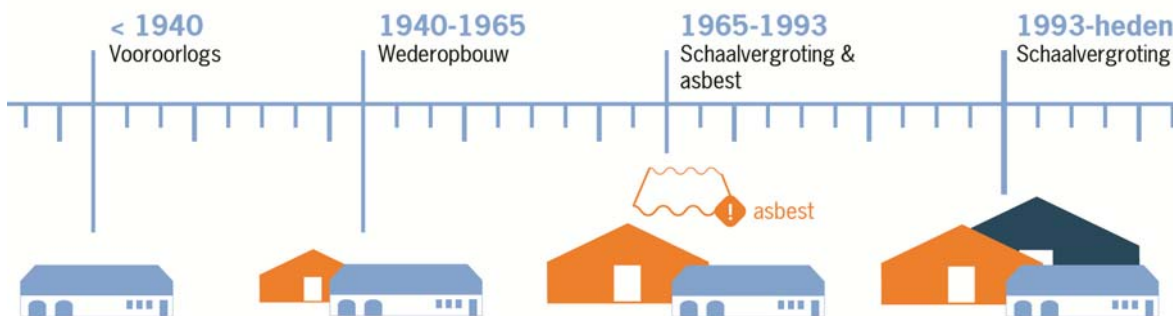 < 1940
Vooroorlogs
1940-1965
Wederopbouw
1965-1993
Schaalvergroting &
asbest
1993-heden
Schaalvergroting
! asbest